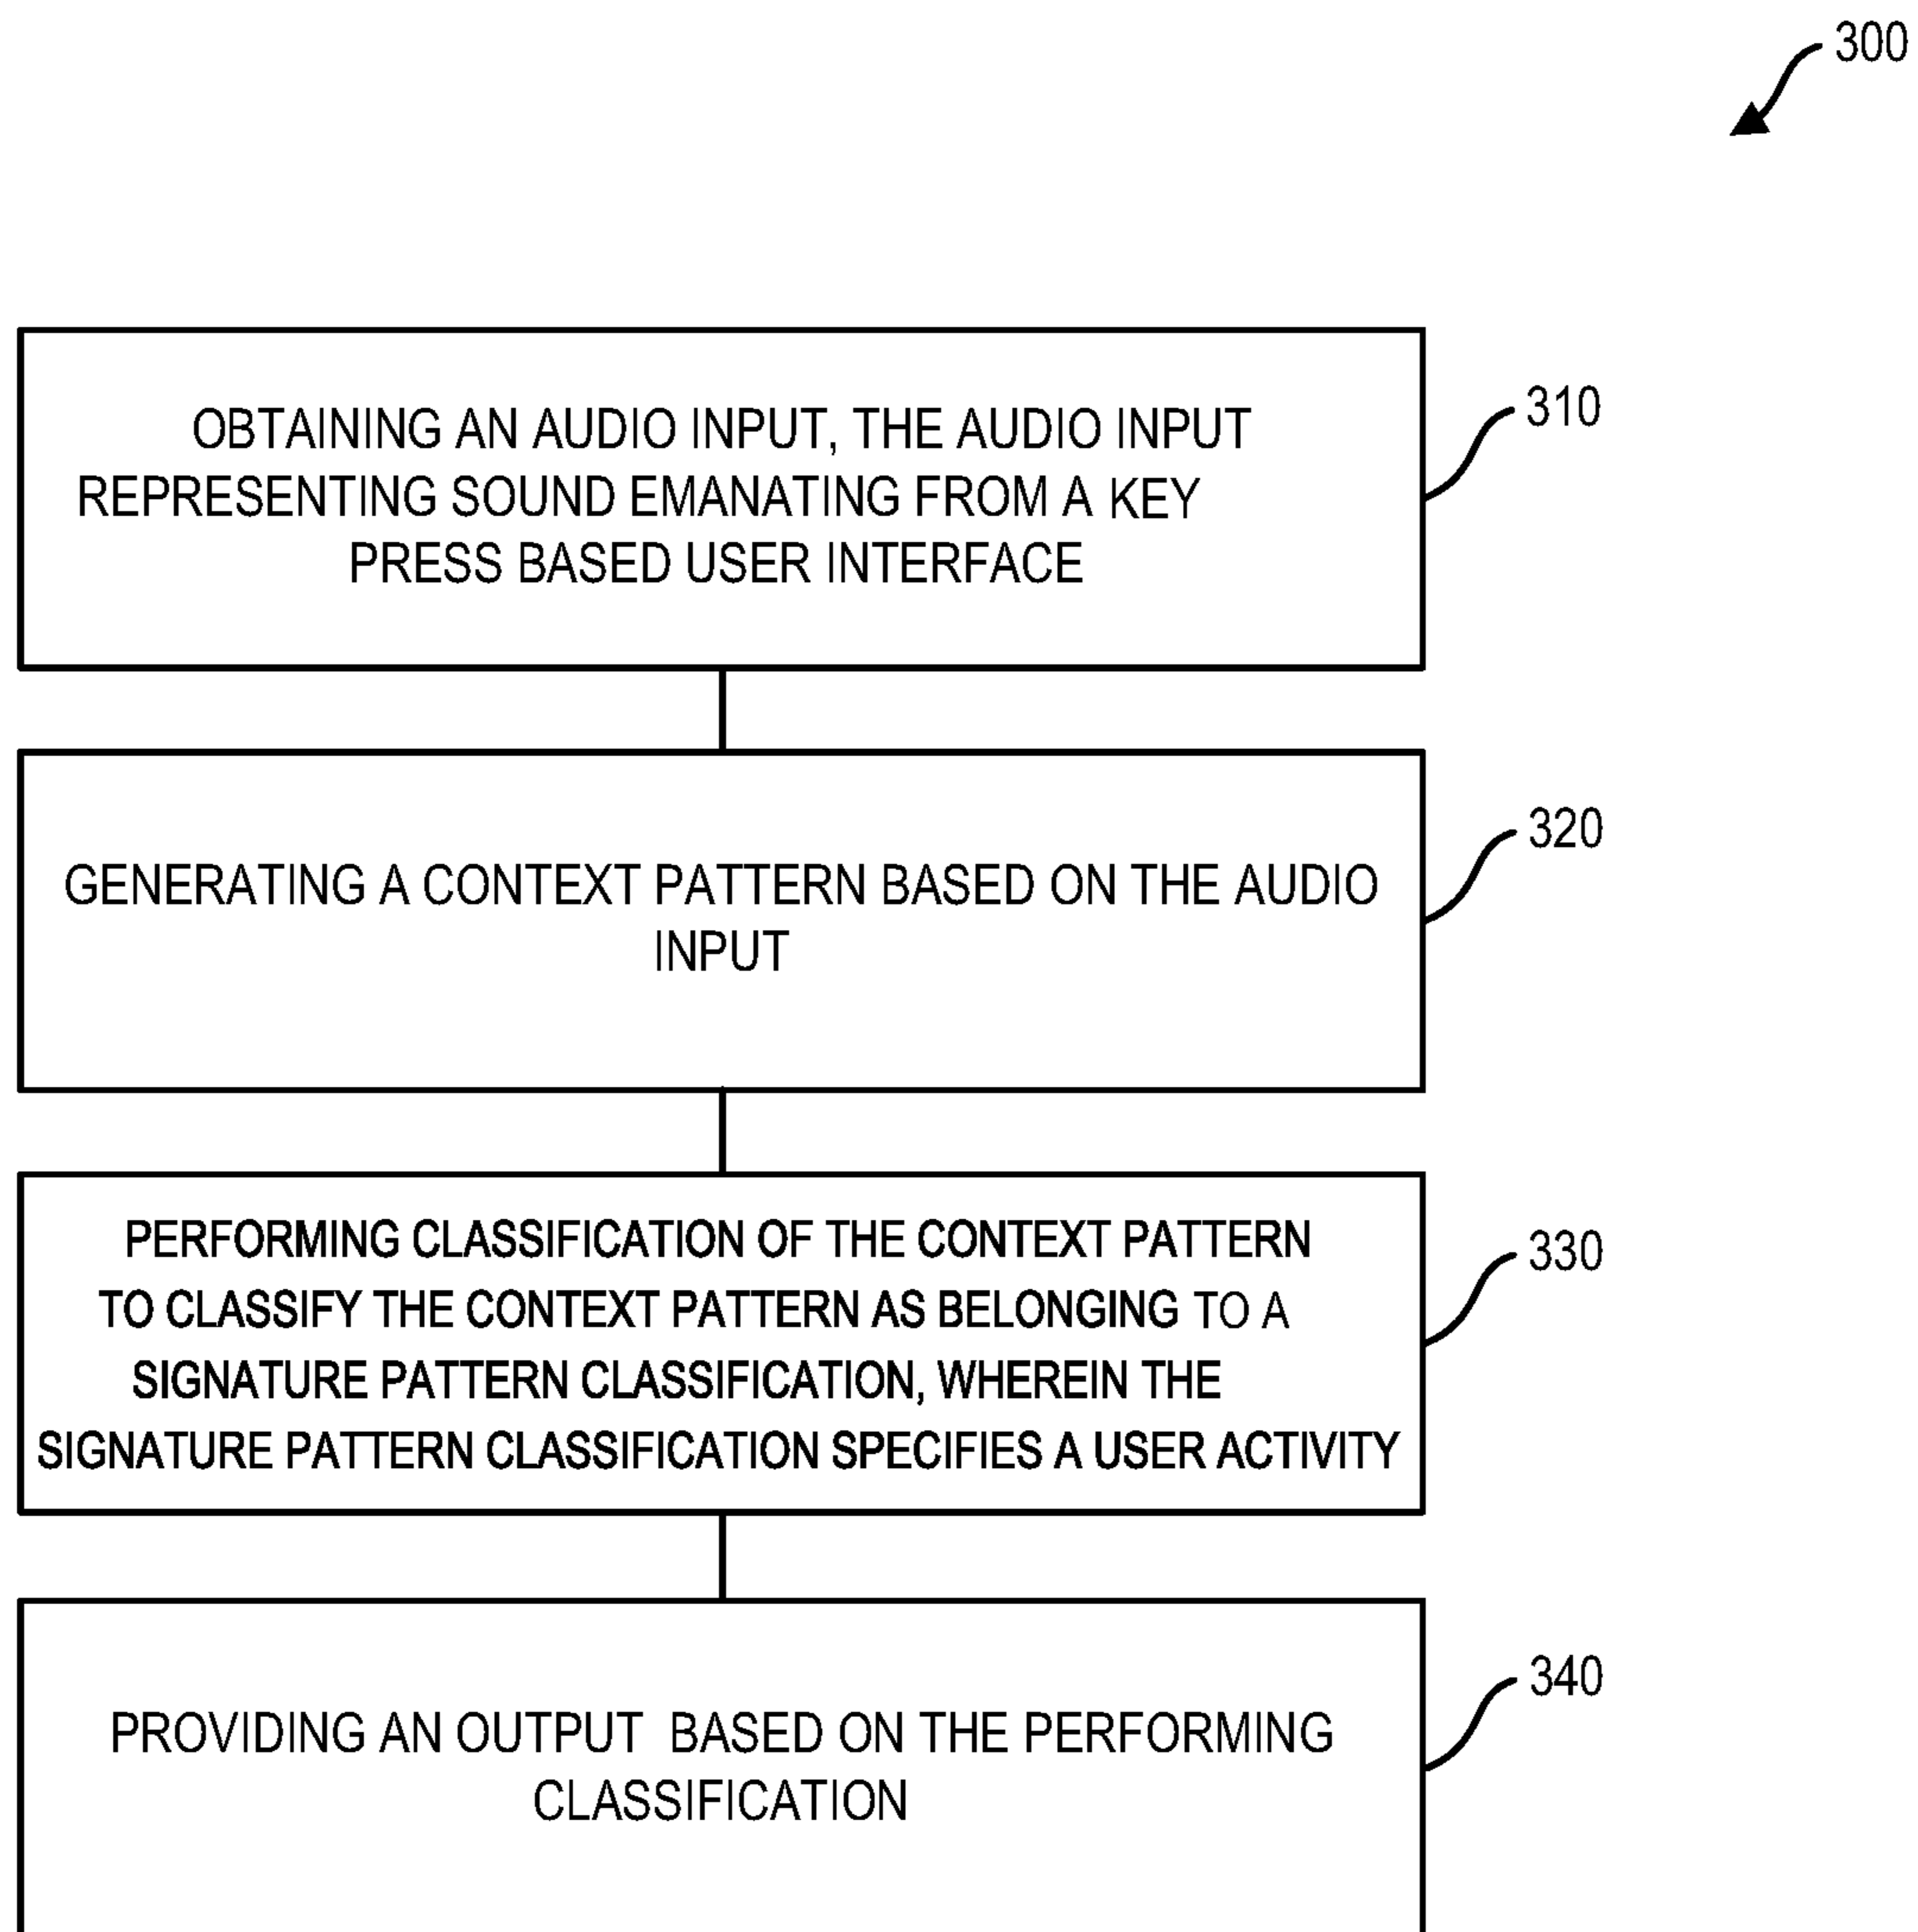 300
OBTAINING AN AUDIO INPUT, THE AUDIO INPUT
REPRESENTING SOUND EMANATING FROM A KEY
PRESS BASED USER INTERFACE
310
GENERATING A CONTEXT PATTERN BASED ON THE AUDIO
INPUT
320
PERFORMING CLASSIFICATION OF THE CONTEXT PATTERN
TO CLASSIFY THE CONTEXT PATTERN AS BELONGING TO A
SIGNATURE PATTERN CLASSIFICATION, WHEREIN THE
SIGNATURE PATTERN CLASSIFICATION SPECIFIES A USER ACTIVITY
330
PROVIDING AN OUTPUT BASED ON THE PERFORMING
CLASSIFICATION
340